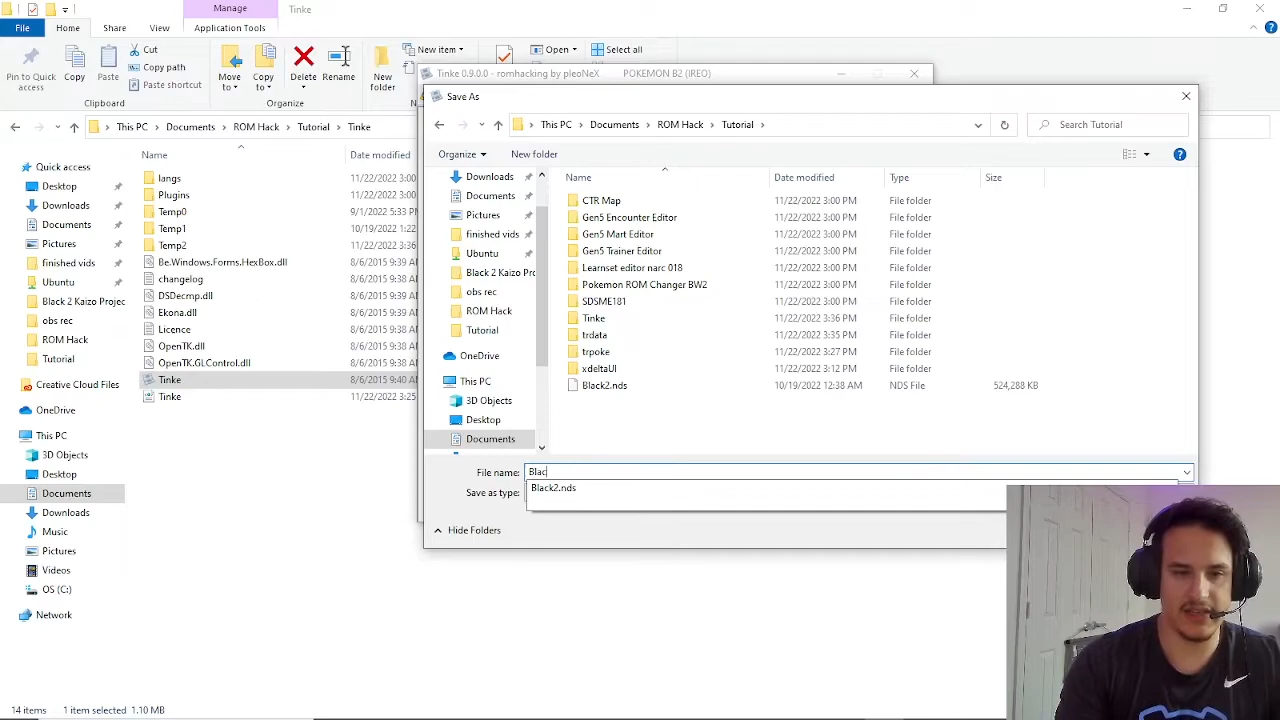 Manage
Tinke
File
Home
Share
View
Application Tools
Pin to Quick access
Copy
Paste
Cut
Copy path
Paste shortcut
Clipboard
Move to
Copy to
Delete
Rename
Organize
New folder
New item
Open
Select all
This PC > Documents > ROM Hack > Tutorial > Tinke
Name
Date modified
Quick access
Desktop
Downloads
Documents
Pictures
finished vids
Ubuntu
Black 2 Kaizo Project
obs rec
ROM Hack
Tutorial
Creative Cloud Files
OneDrive
This PC
3D Objects
Desktop
Documents
Downloads
Music
Pictures
Videos
OS (C:)
Network
langs 11/22/2022 3:00
Plugins 11/22/2022 3:00
Temp0 9/1/2022 5:33 P
Temp1 10/19/2022 1:22
Temp2 11/22/2022 3:36
Be.Windows.Forms.HexBox.dll 8/6/2015 9:39 A
changelog 8/6/2015 9:39 A
DSDecmp.dll 8/6/2015 9:39 A
Ekona.dll 8/6/2015 9:39 A
Licence 8/6/2015 9:39 A
OpenTK.dll 8/6/2015 9:39 A
OpenTK.GLControl.dll 8/6/2015 9:39 A
Tinke 8/6/2015 9:40 A
Tinke 11/22/2022 3:25
14 items 1 item selected 1.10 MB
Tinke 0.9.0.0 - romhacking by pleoNeX POKEMON B2 (IREO)
Save As
This PC > Documents > ROM Hack > Tutorial >
Search Tutorial
Organize
New folder
Downloads
Documents
Pictures
finished vids
Ubuntu
Black 2 Kaizo Pro
obs rec
ROM Hack
Tutorial
OneDrive
This PC
3D Objects
Desktop
Documents
Name Date modified Type Size
CTR Map 11/22/2022 3:00 PM File folder
Gen5 Encounter Editor 11/22/2022 3:00 PM File folder
Gen5 Mart Editor 11/22/2022 3:00 PM File folder
Gen5 Trainer Editor 11/22/2022 3:00 PM File folder
Learnset editor narc 018 11/22/2022 3:00 PM File folder
Pokemon ROM Changer BW2 11/22/2022 3:00 PM File folder
SDSME181 11/22/2022 3:00 PM File folder
Tinke 11/22/2022 3:36 PM File folder
trdata 11/22/2022 3:35 PM File folder
trpoke 11/22/2022 3:27 PM File folder
xdeltaUI 11/22/2022 3:12 PM File folder
Black2.nds 10/19/2022 12:38 AM NDS File 524,288 KB
File name: Blac
Black2.nds
Save as type:
Hide Folders